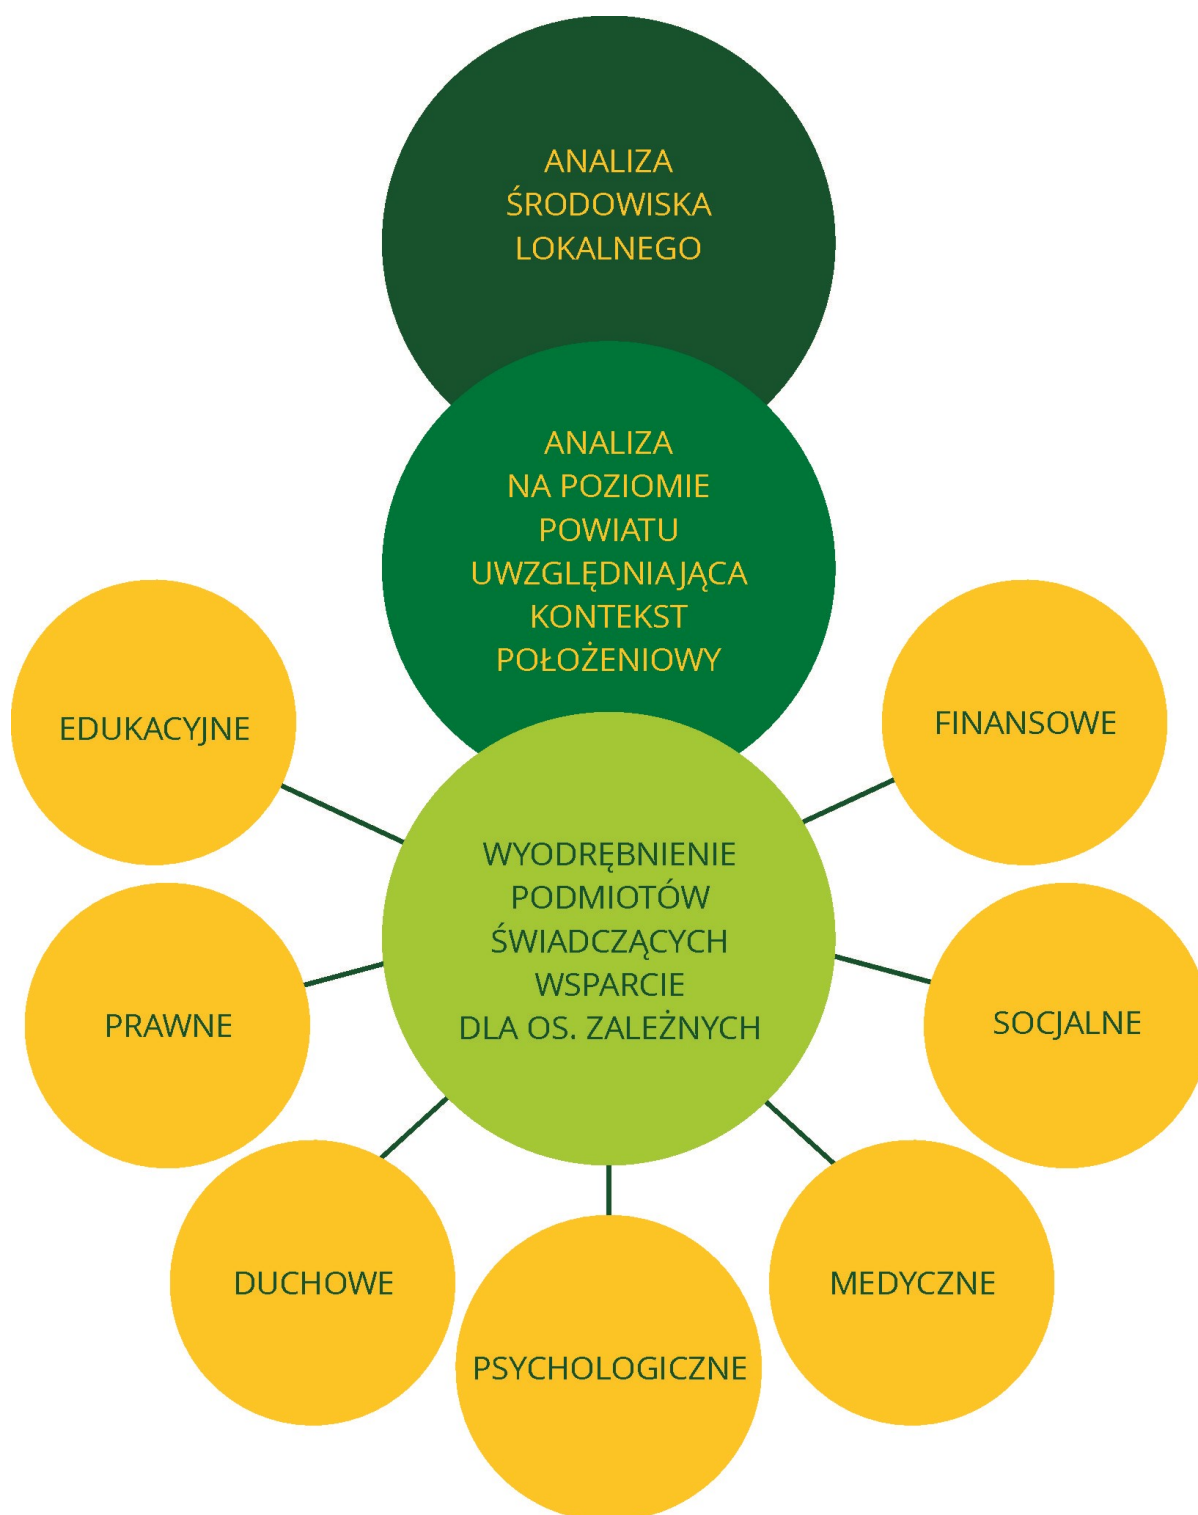 ANALIZA
ŚRODOWISKA
LOKALNEGO
ANALIZA
NA POZIOMIE
POWIATU
UWZGLĘDNIAJĄCA
KONTEKST
POŁOŻENIOWY
EDUKACYJNE
FINANSOWE
WYODRĘBNIENIE
PODMIOTÓW
ŚWIADCZĄCYCH
WSPARCIE
DLA OS. ZALEŻNYCH
PRAWNE
SOCJALNE
DUCHOWE
MEDYCZNE
PSYCHOLOGICZNE